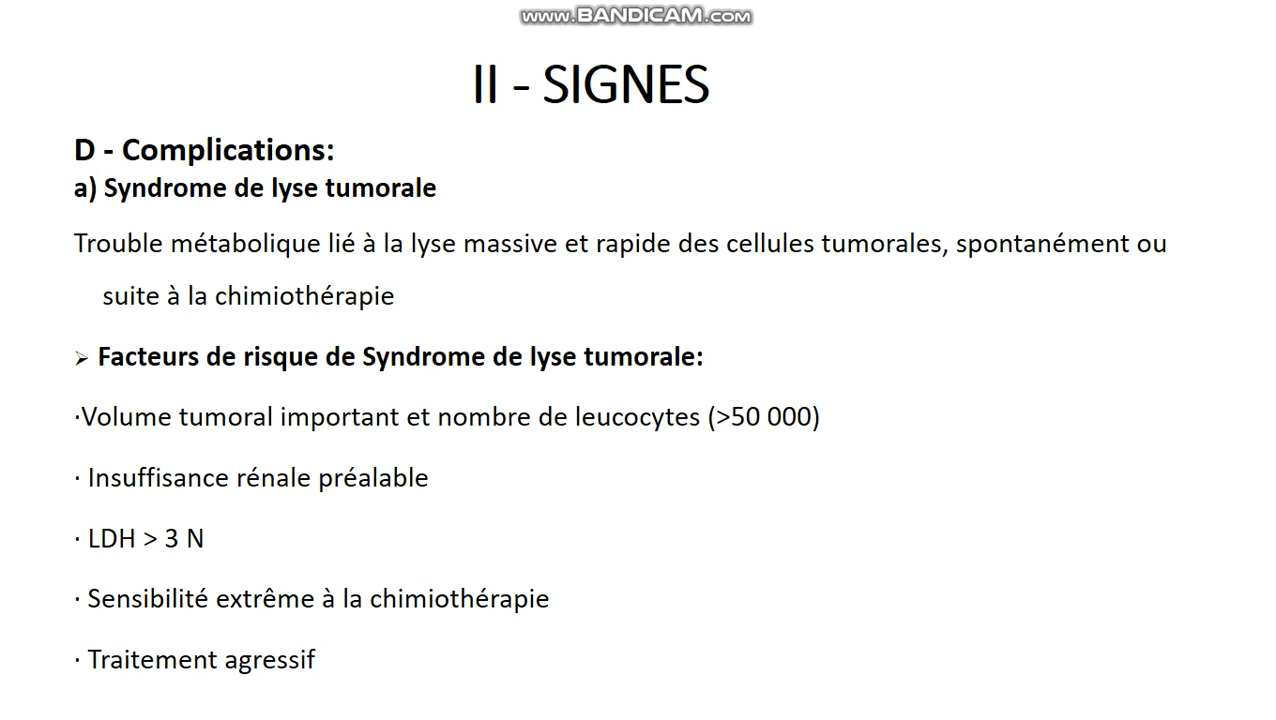 www.BANDICAM.com
II - SIGNES
D - Complications:
a) Syndrome de lyse tumorale
Trouble métabolique lié à la lyse massive et rapide des cellules tumorales, spontanément ou
suite à la chimiothérapie
➢ Facteurs de risque de Syndrome de lyse tumorale:
·Volume tumoral important et nombre de leucocytes (>50 000)
· Insuffisance rénale préalable
· LDH > 3 N
· Sensibilité extrême à la chimiothérapie
· Traitement agressif